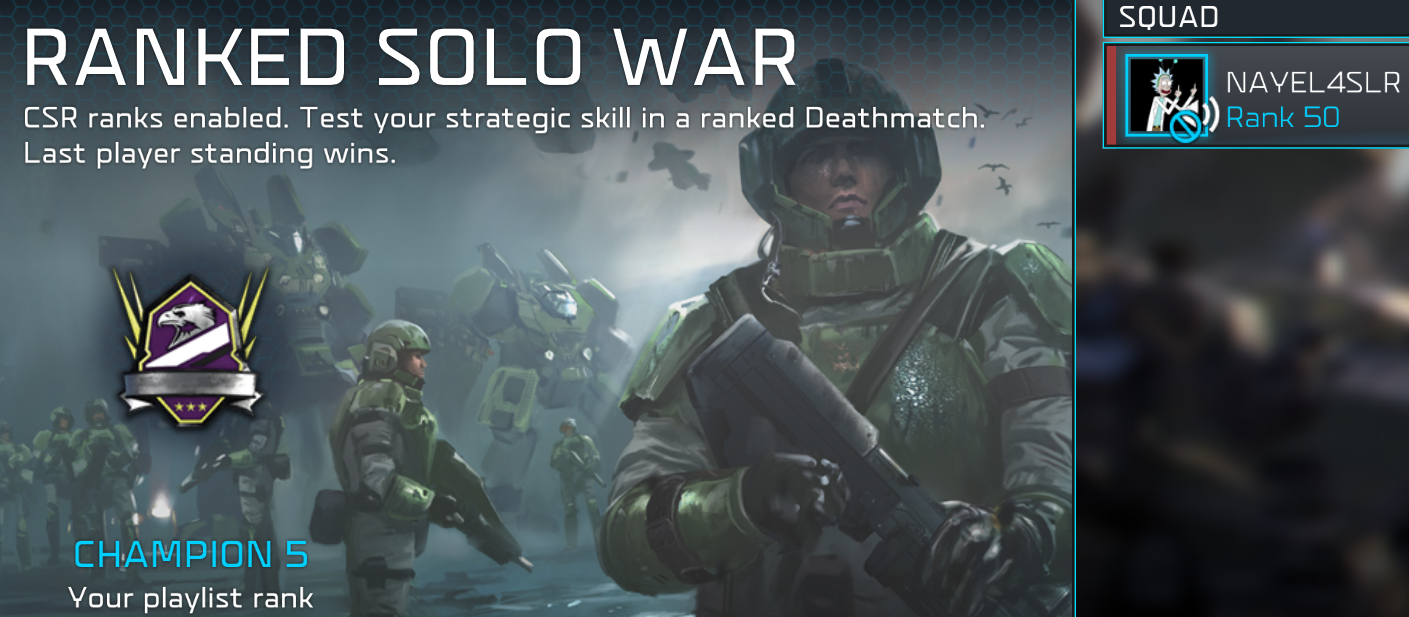 RANKED SOLO WAR
CSR ranks enabled. Test your strategic skill in a ranked Deathmatch.
Last player standing wins.
CHAMPION 5
Your playlist rank
SQUAD
NAYEL4SLR
Rank 50